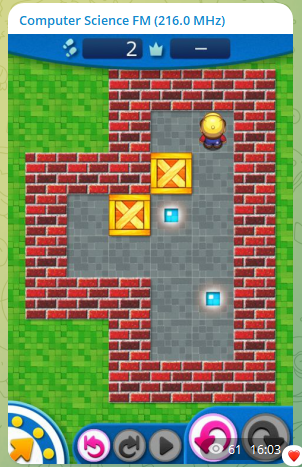 Computer Science FM (216.0 MHz)
2 –
61 16:03